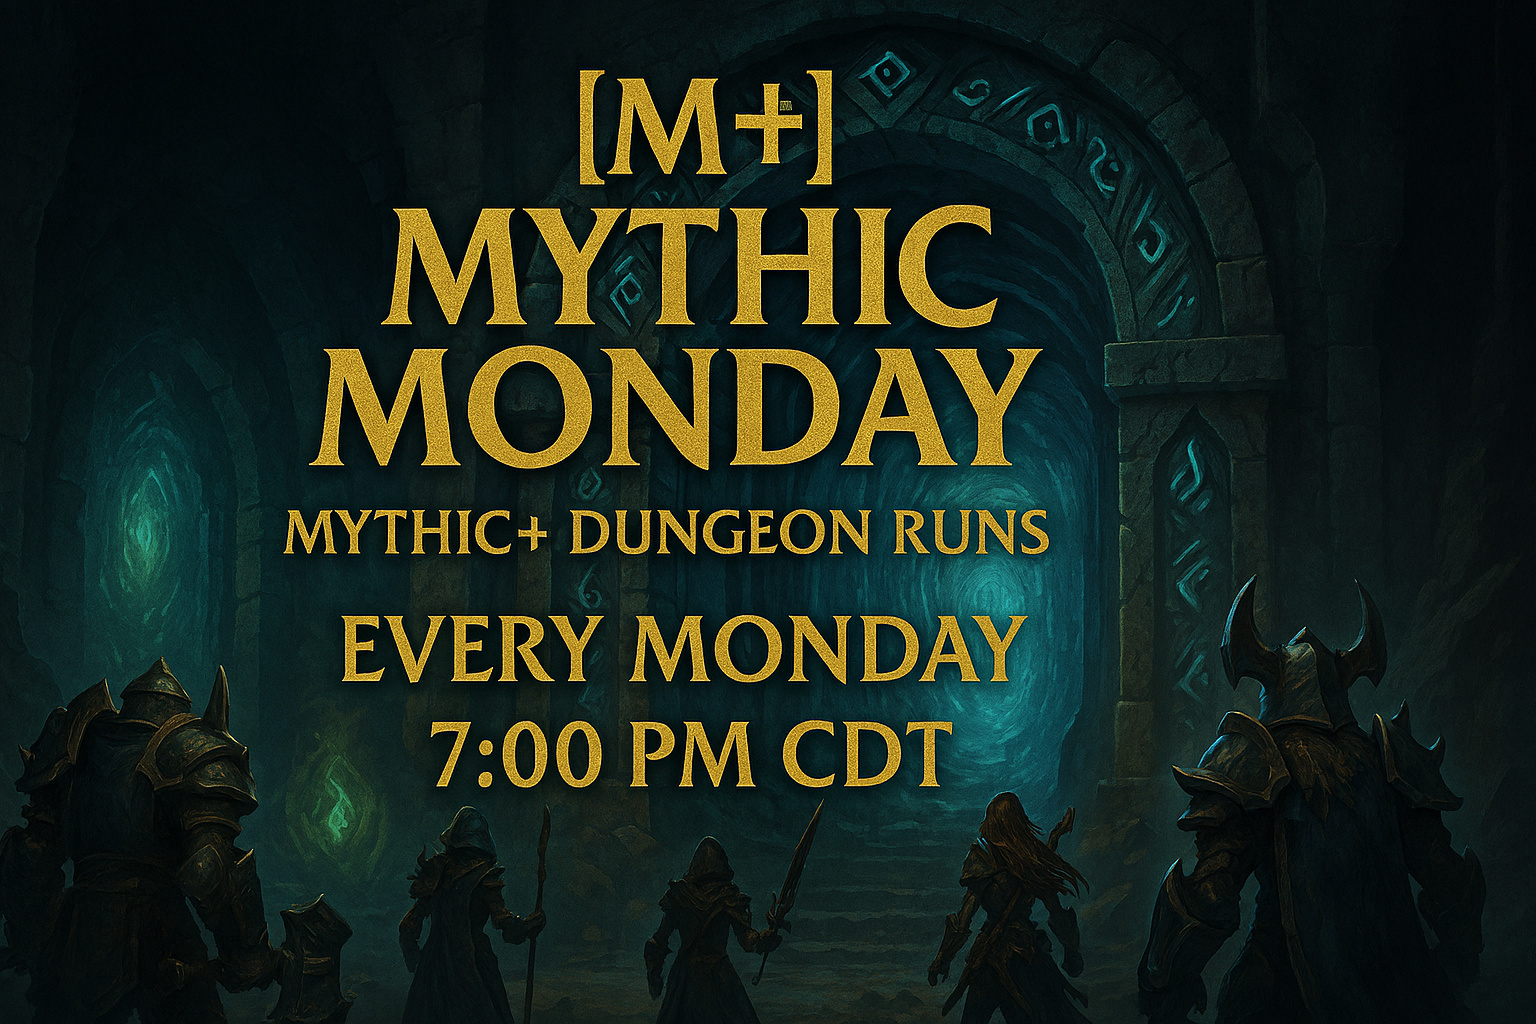 [M+]
MYTHIC
MONDAY
MYTHIC+ DUNGEON RUNS
EVERY MONDAY
7:00 PM CDT